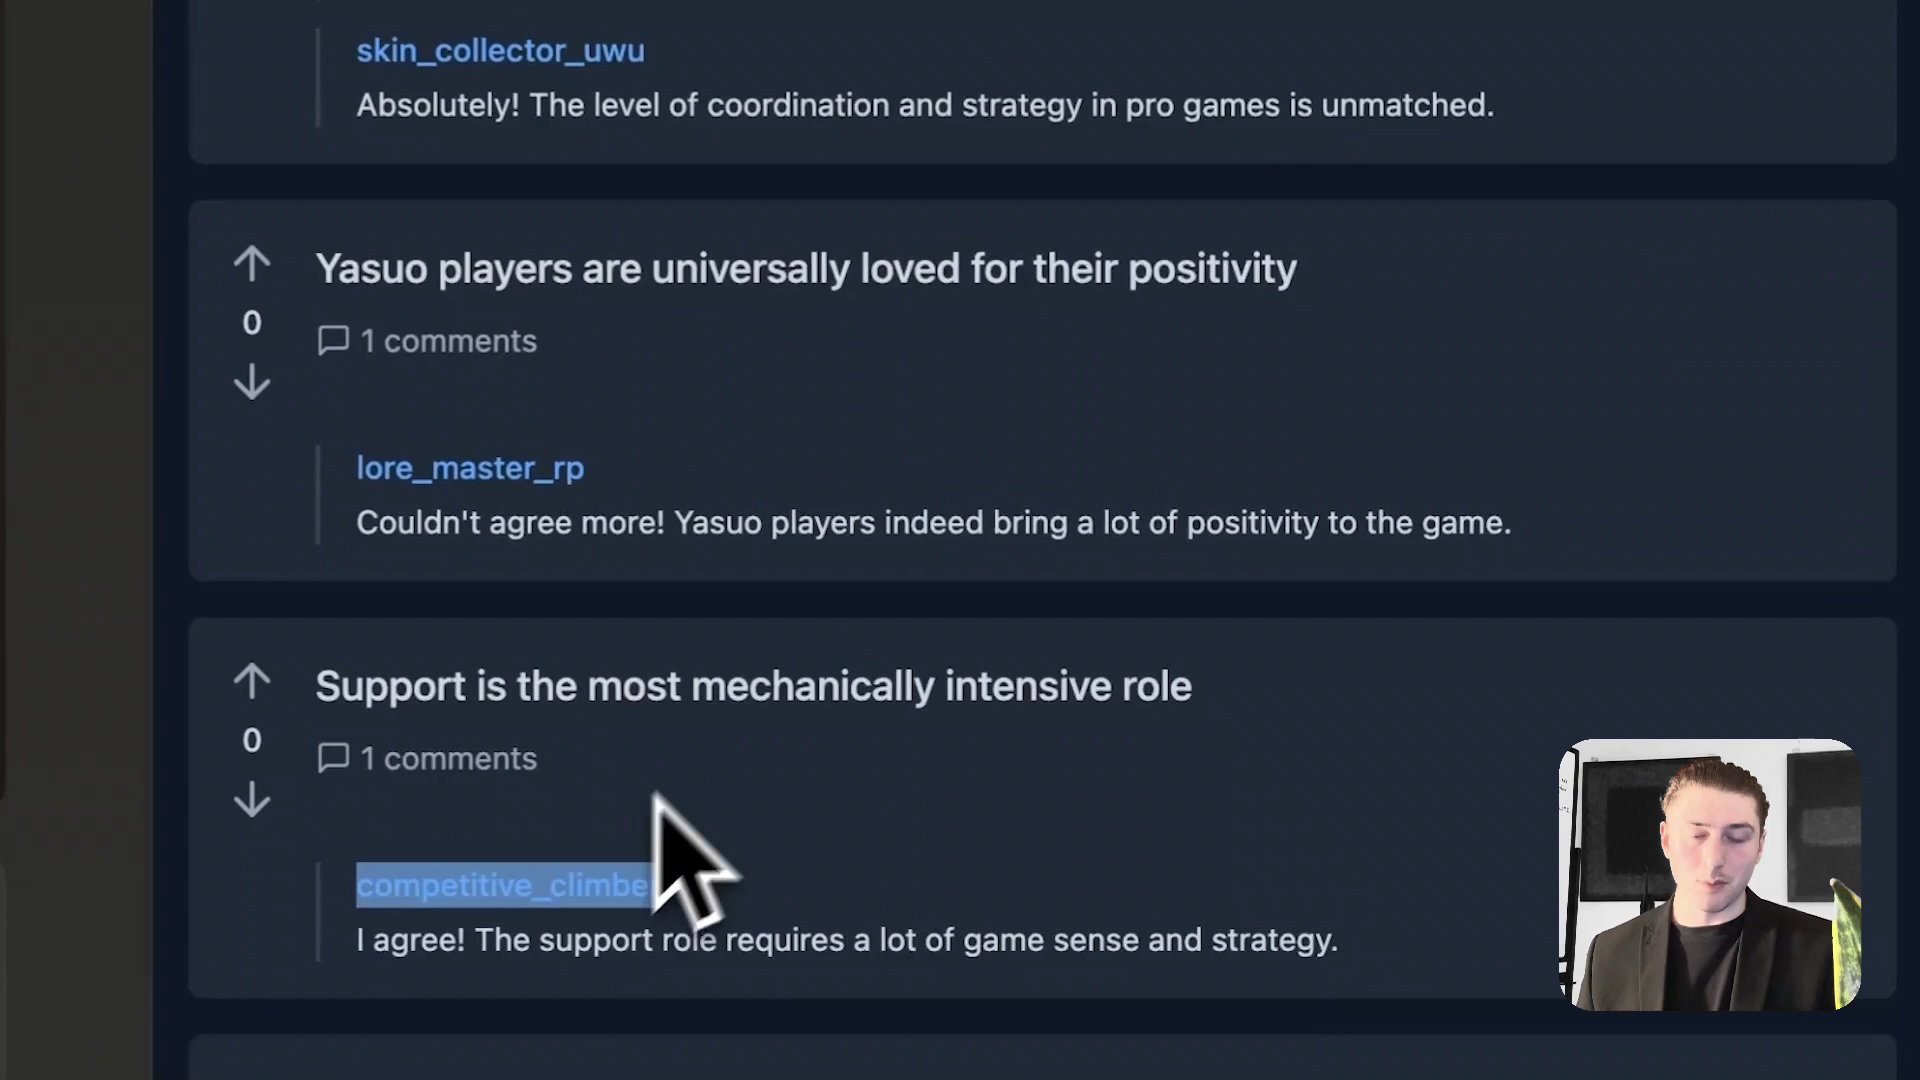 skin_collector_uwu
Absolutely! The level of coordination and strategy in pro games is unmatched.
Yasuo players are universally loved for their positivity
0
1 comments
lore_master_rp
Couldn't agree more! Yasuo players indeed bring a lot of positivity to the game.
Support is the most mechanically intensive role
0
1 comments
competitive_climbe
I agree! The support role requires a lot of game sense and strategy.